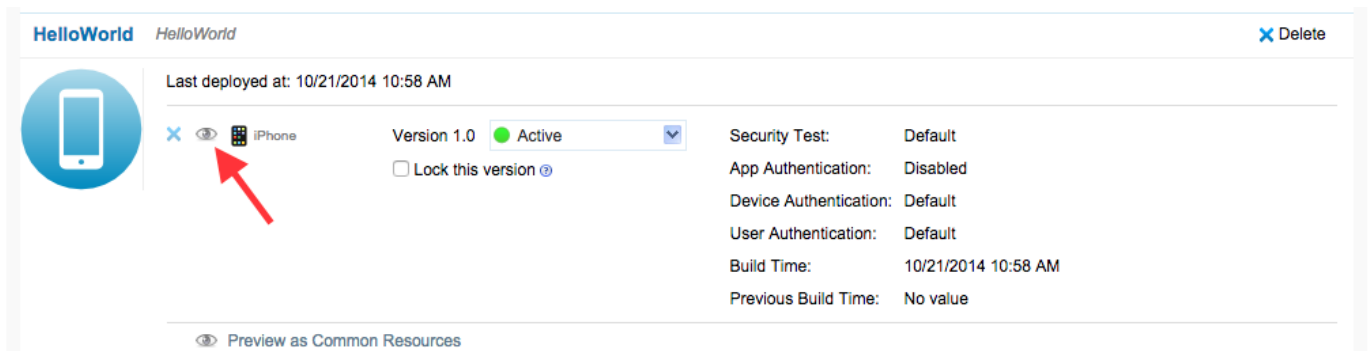 HelloWorld HelloWorld Delete
Last deployed at: 10/21/2014 10:58 AM
iPhone Version 1.0 Active Security Test: Default
Lock this version App Authentication: Disabled
Device Authentication: Default
User Authentication: Default
Build Time: 10/21/2014 10:58 AM
Previous Build Time: No value
Preview as Common Resources